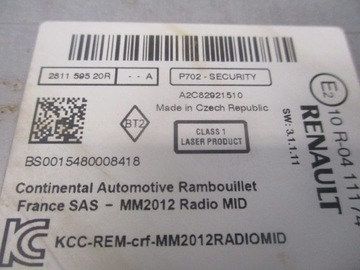 2811 595 20R - - A P702 - SECURITY
A2C82921510
Made in Czech Republic
BT2
CLASS 1
LASER PRODUCT
BS0015480008418
Continental Automotive Rambouillet
France SAS – MM2012 Radio MID
KCC-REM-crf-MM2012RADIOMID
E2 10 R-04 11174
RENAULT
SW: 3.1.1.11